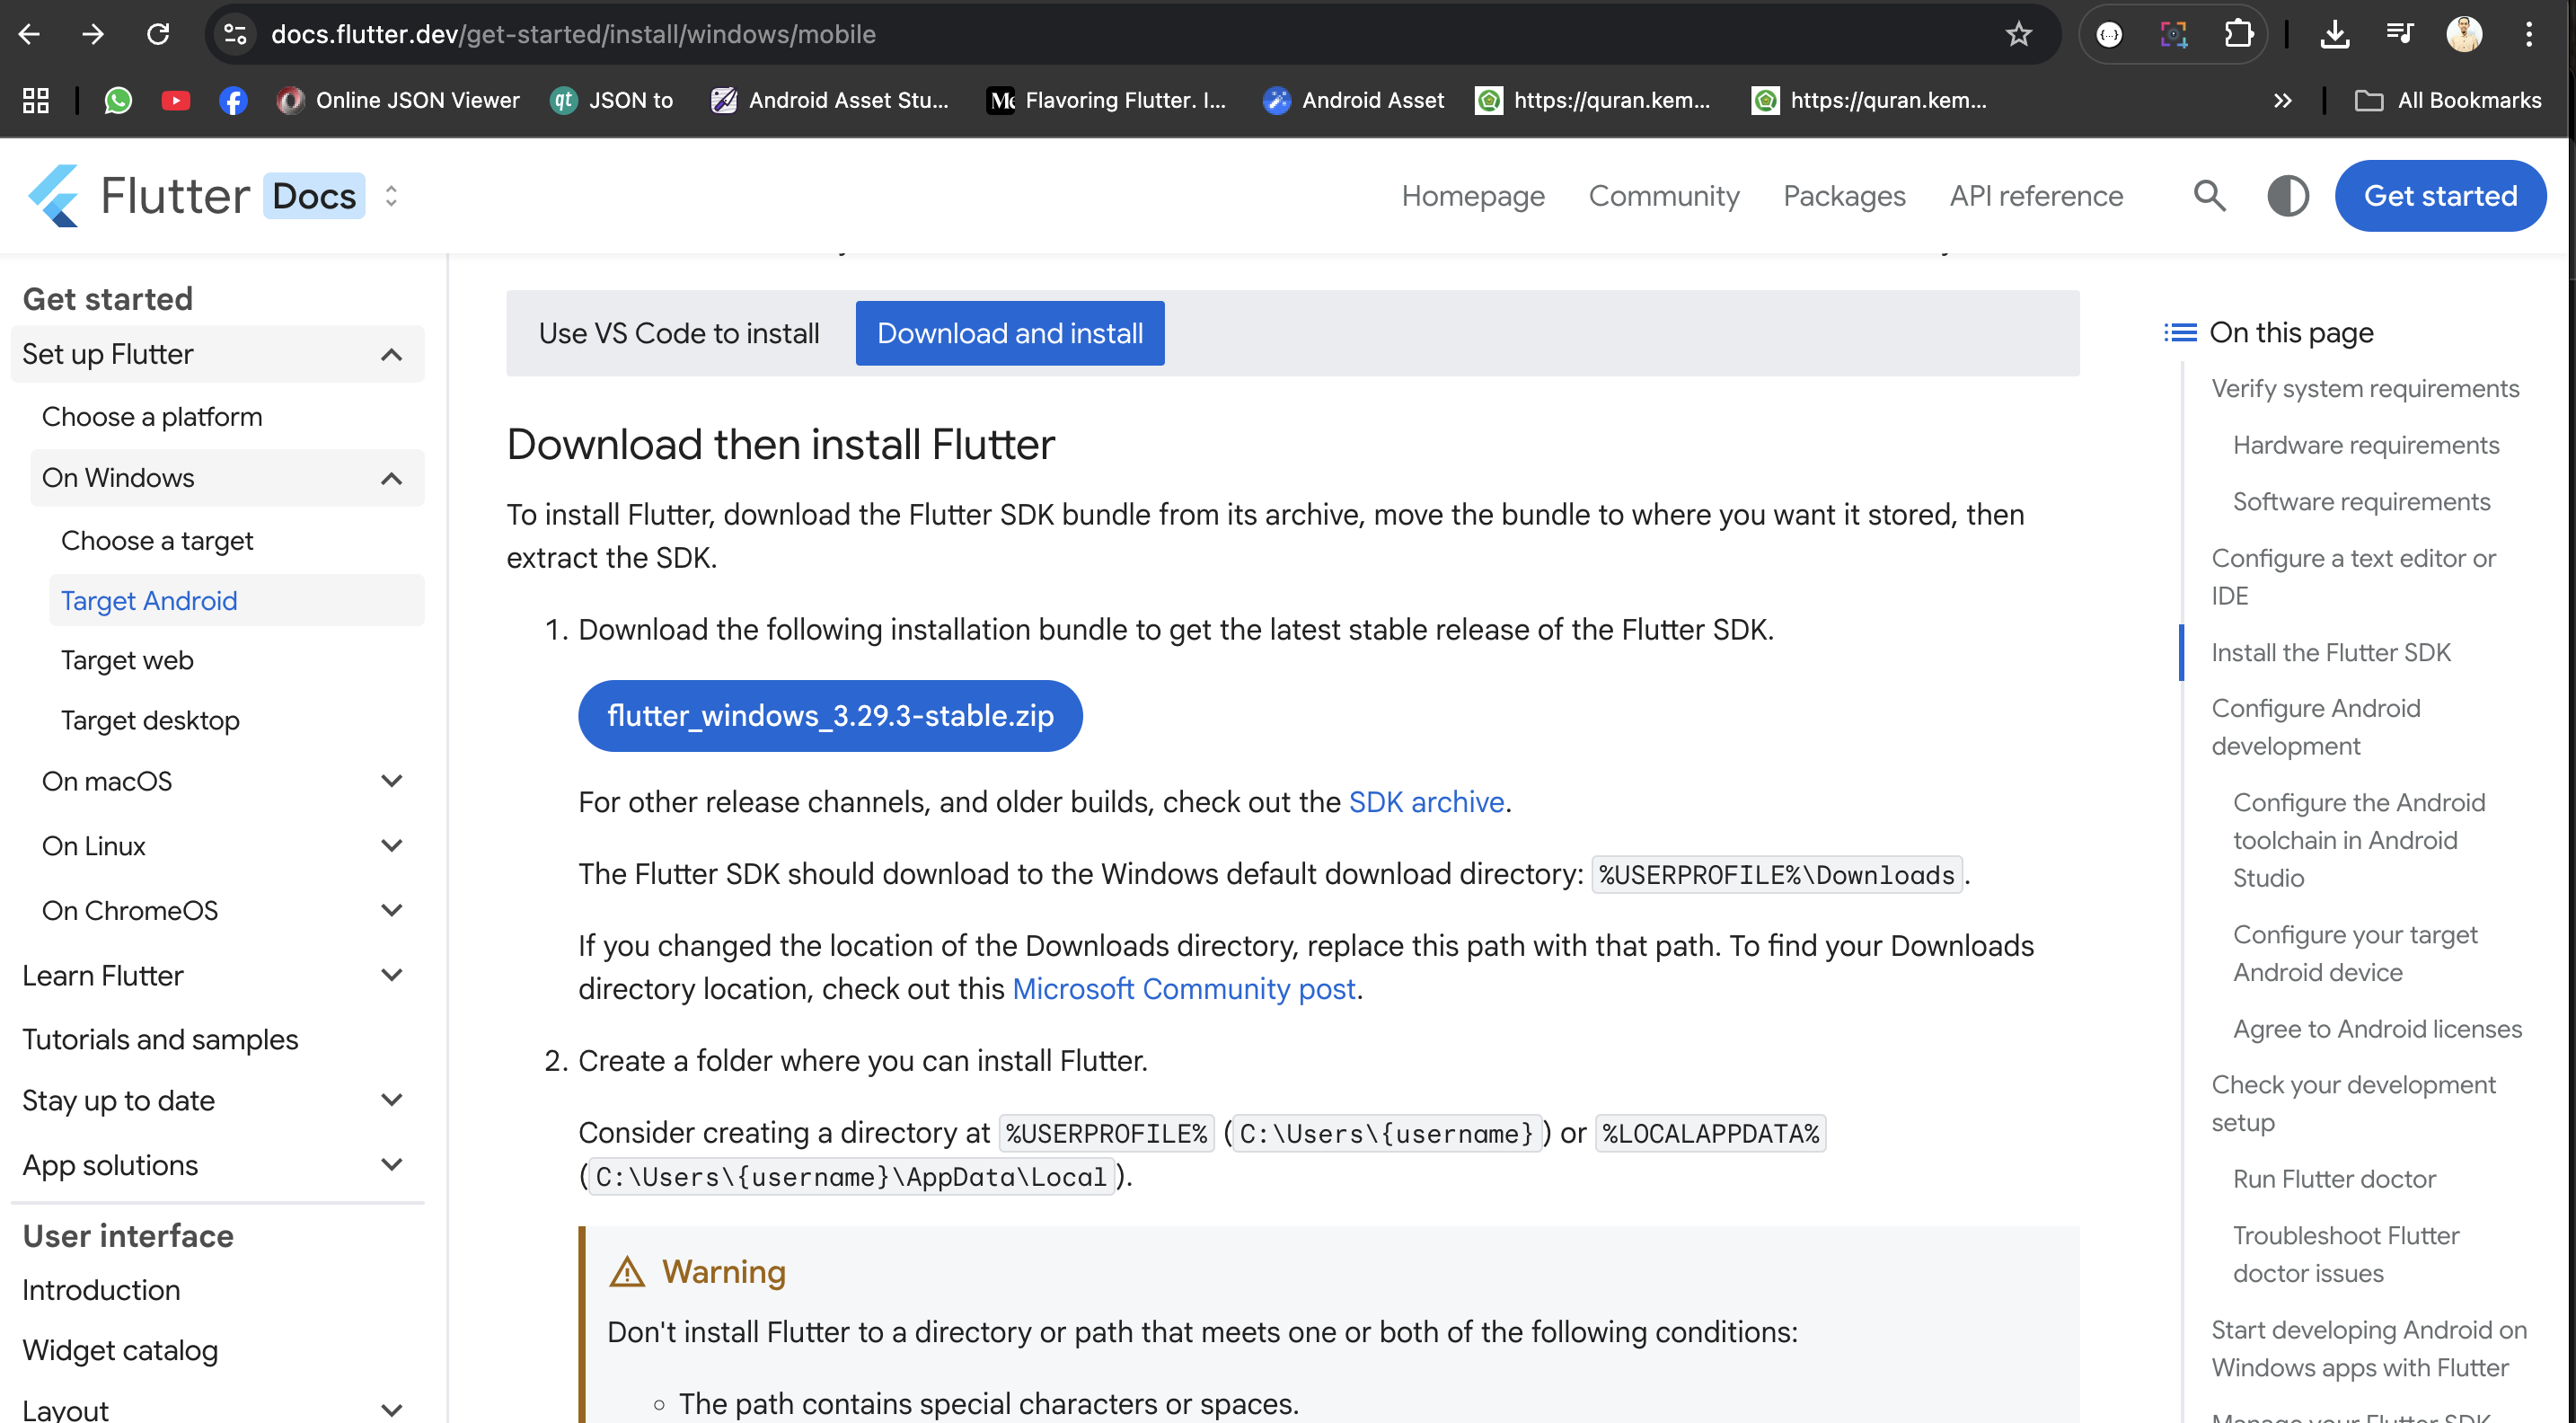 docs.flutter.dev/get-started/install/windows/mobile
Online JSON Viewer
JSON to
Android Asset Stu...
Flavoring Flutter. I...
Android Asset
https://quran.kem...
https://quran.kem...
All Bookmarks
Flutter Docs
Homepage
Community
Packages
API reference
Get started
Get started
Set up Flutter
Choose a platform
On Windows
Choose a target
Target Android
Target web
Target desktop
On macOS
On Linux
On ChromeOS
Learn Flutter
Tutorials and samples
Stay up to date
App solutions
User interface
Introduction
Widget catalog
Layout
Use VS Code to install
Download and install
Download then install Flutter
To install Flutter, download the Flutter SDK bundle from its archive, move the bundle to where you want it stored, then
extract the SDK.
1. Download the following installation bundle to get the latest stable release of the Flutter SDK.
flutter_windows_3.29.3-stable.zip
For other release channels, and older builds, check out the SDK archive.
The Flutter SDK should download to the Windows default download directory: %USERPROFILE%\Downloads.
If you changed the location of the Downloads directory, replace this path with that path. To find your Downloads
directory location, check out this Microsoft Community post.
2. Create a folder where you can install Flutter.
Consider creating a directory at %USERPROFILE% (C:\Users\{username}) or %LOCALAPPDATA%
(C:\Users\{username}\AppData\Local).
Warning
Don't install Flutter to a directory or path that meets one or both of the following conditions:
The path contains special characters or spaces.
On this page
Verify system requirements
Hardware requirements
Software requirements
Configure a text editor or
IDE
Install the Flutter SDK
Configure Android
development
Configure the Android
toolchain in Android
Studio
Configure your target
Android device
Agree to Android licenses
Check your development
setup
Run Flutter doctor
Troubleshoot Flutter
doctor issues
Start developing Android on
Windows apps with Flutter